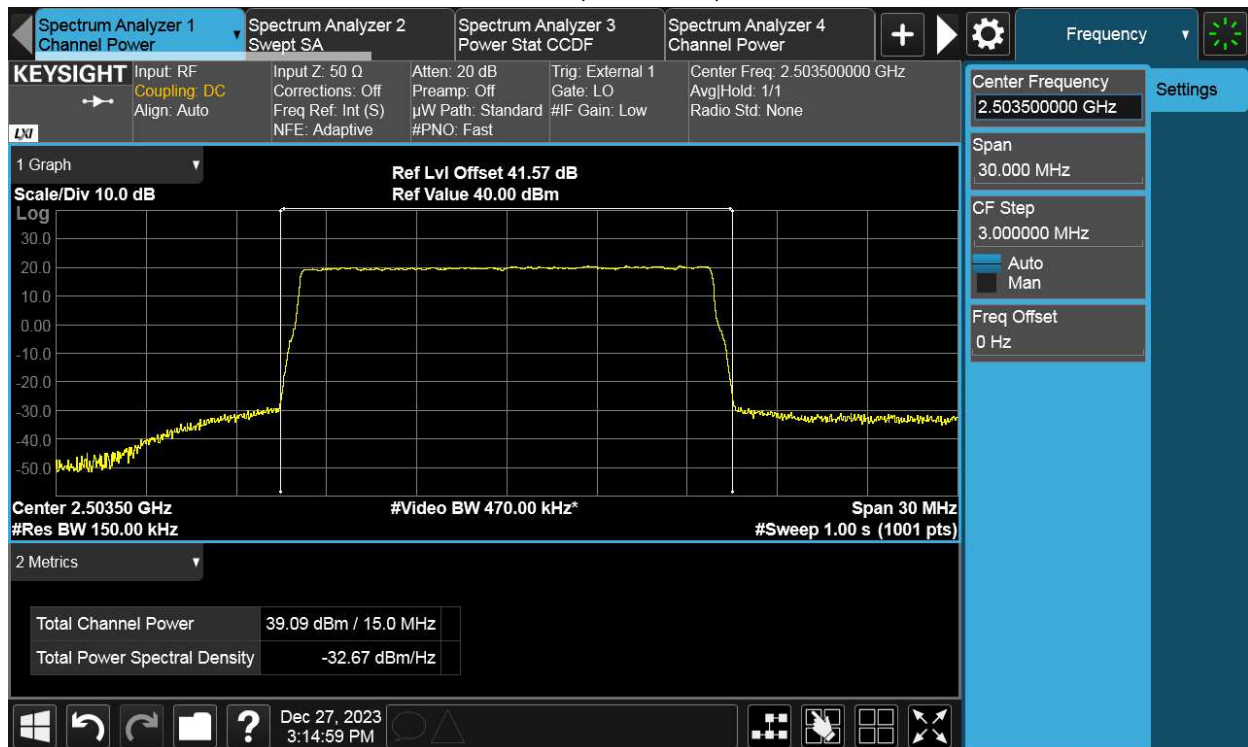 Spectrum Analyzer 1
Channel Power
Spectrum Analyzer 2
Swept SA
Spectrum Analyzer 3
Power Stat CCDF
Spectrum Analyzer 4
Channel Power
+
Frequency
KEYSIGHT
LXI
Input: RF
Coupling: DC
Align: Auto
Input Z: 50 Ω
Corrections: Off
Freq Ref: Int (S)
NFE: Adaptive
Atten: 20 dB
Preamp: Off
µW Path: Standard
#PNO: Fast
Trig: External 1
Gate: LO
#IF Gain: Low
Center Freq: 2.503500000 GHz
Avg|Hold: 1/1
Radio Std: None
Center Frequency
2.503500000 GHz
Settings
Span
30.000 MHz
CF Step
3.000000 MHz
Auto
Man
Freq Offset
0 Hz
1 Graph
Scale/Div 10.0 dB
Ref Lvl Offset 41.57 dB
Ref Value 40.00 dBm
Log
30.0
20.0
10.0
0.00
-10.0
-20.0
-30.0
-40.0
-50.0
Center 2.50350 GHz
#Video BW 470.00 kHz*
Span 30 MHz
#Res BW 150.00 kHz
#Sweep 1.00 s (1001 pts)
2 Metrics
Total Channel Power 39.09 dBm / 15.0 MHz
Total Power Spectral Density -32.67 dBm/Hz
?
Dec 27, 2023
3:14:59 PM